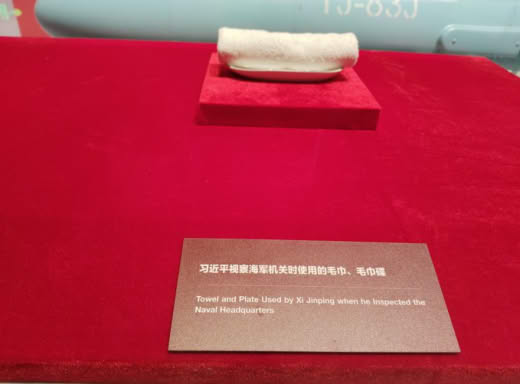 YJ-83J
习近平视察海军机关时使用的毛巾、毛巾碟
Towel and Plate Used by Xi Jinping when he Inspected the
Naval Headquarters